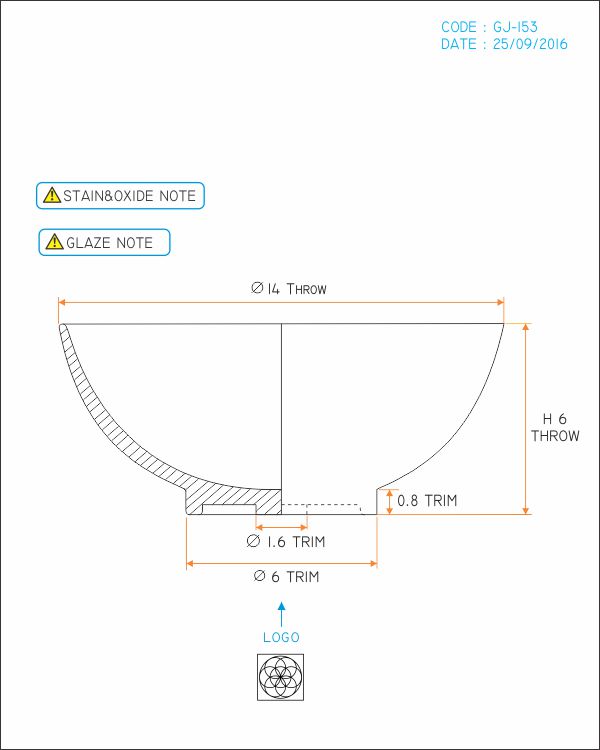 CODE : GJ-153
DATE : 25/09/2016
STAIN&OXIDE NOTE
GLAZE NOTE
Ø 14 THROW
H 6
THROW
0.8 TRIM
Ø 1.6 TRIM
Ø 6 TRIM
LOGO